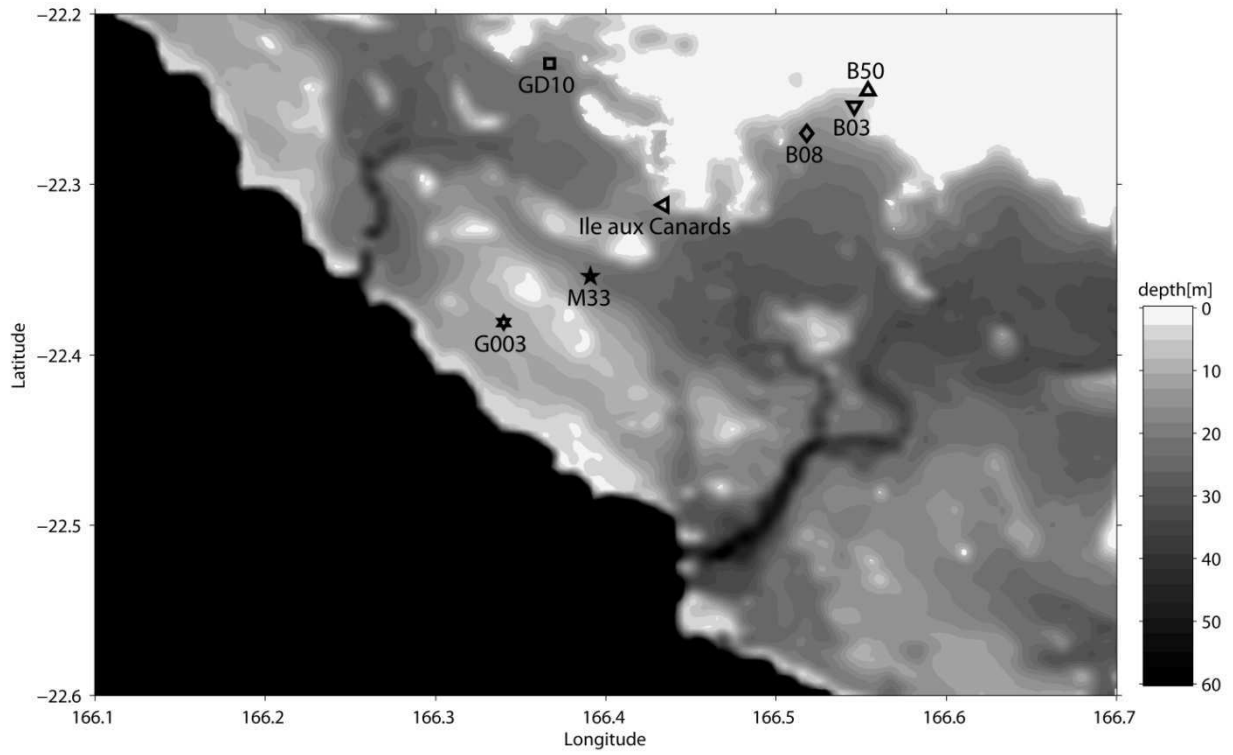 −22.2
−22.3
−22.4
−22.5
−22.6
Latitude
166.1
166.2
166.3
166.4
166.5
166.6
166.7
Longitude
GD10
B50
B03
B08
Ile aux Canards
M33
G003
depth[m]
0
10
20
30
40
50
60